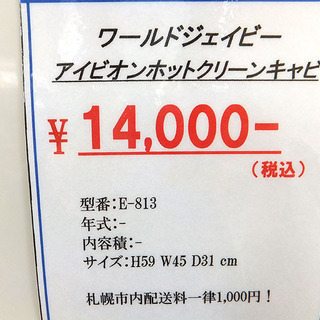 ワールドジェイビー
アイビオンホットクリーンキャビ
¥14,000-
(税込)
型番:E-813
年式:-
内容積:-
サイズ:H59 W45 D31 cm
札幌市内配送料一律1,000円!